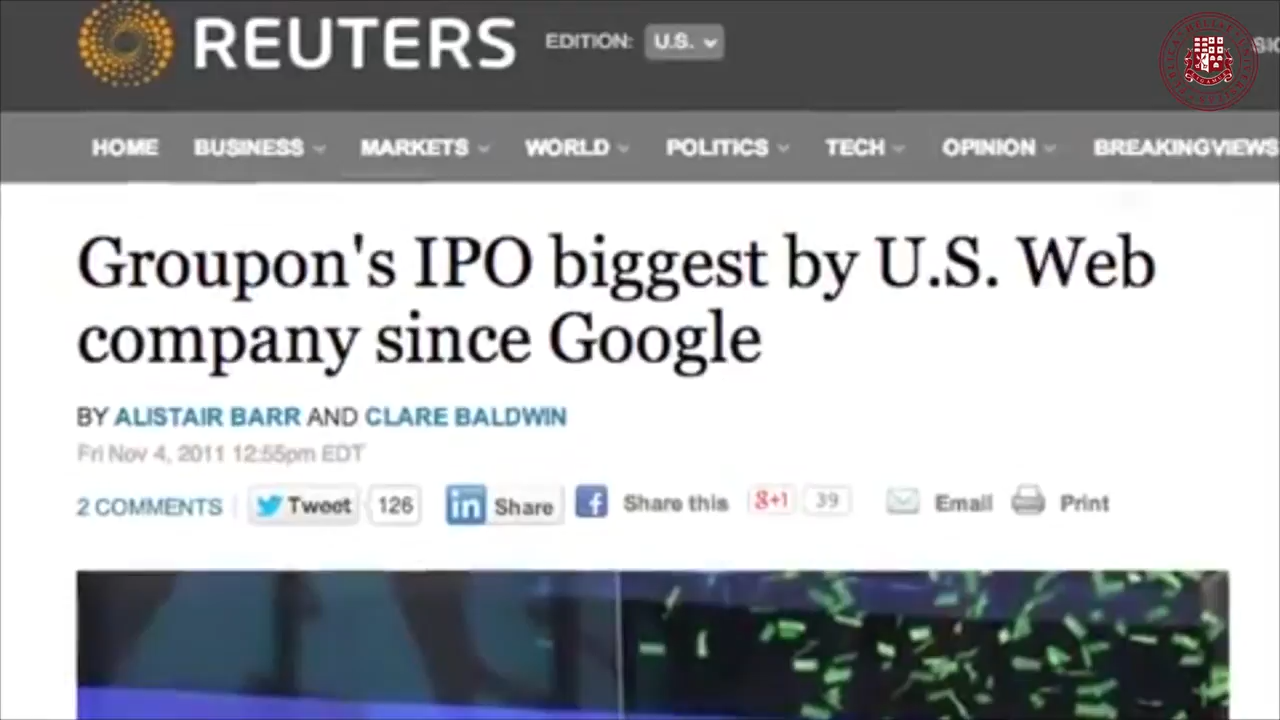 REUTERS EDITION: U.S.
HOME BUSINESS MARKETS WORLD POLITICS TECH OPINION BREAKINGVIEWS
Groupon's IPO biggest by U.S. Web
company since Google
BY ALISTAIR BARR AND CLARE BALDWIN
Fri Nov 4, 2011 12:55pm EDT
2 COMMENTS Tweet 126 in Share f Share this g+1 39 Email Print